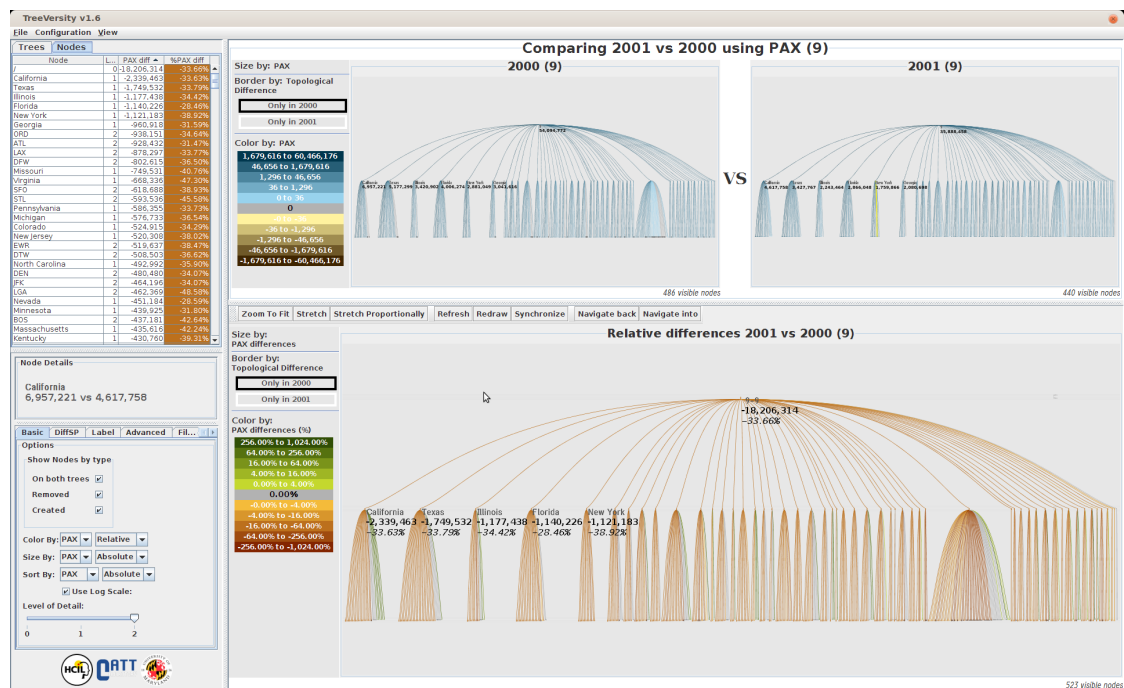 TreeVersity v1.6
File Configuration View
Trees Nodes
Node L... PAX diff %PAX diff
/ 0 -18,206,314 -33.66%
California 1 -2,339,463 -33.63%
Texas 1 -1,749,532 -33.79%
Illinois 1 -1,177,438 -34.42%
Florida 1 -1,140,226 -28.46%
New York 1 -1,121,183 -38.92%
Georgia 1 -960,918 -31.59%
ORD 2 -938,151 -34.64%
ATL 2 -928,432 -31.47%
LAX 2 -878,297 -33.77%
DFW 2 -802,615 -36.50%
Missouri 1 -749,531 -40.76%
Virginia 1 -668,336 -47.30%
SFO 2 -618,688 -38.93%
STL 2 -593,536 -45.58%
Pennsylvania 1 -586,355 -33.73%
Michigan 1 -576,733 -36.54%
Colorado 1 -524,915 -34.29%
New Jersey 1 -520,308 -38.02%
EWR 2 -519,637 -38.47%
DTW 2 -508,503 -36.62%
North Carolina 1 -492,992 -35.90%
DEN 2 -480,480 -34.07%
JFK 2 -464,196 -34.07%
LGA 2 -462,369 -48.58%
Nevada 1 -451,184 -28.59%
Minnesota 1 -439,925 -31.80%
BOS 2 -437,181 -42.64%
Massachusetts 1 -435,616 -42.24%
Kentucky 1 -430,760 -39.31%
Node Details
California
6,957,221 vs 4,617,758
Basic DiffSP Label Advanced Fil...
Options
Show Nodes by type
On both trees
Removed
Created
Color By: PAX Relative
Size By: PAX Absolute
Sort By: PAX Absolute
Use Log Scale:
Level of Detail:
0 1 2
HCIL CATT
Comparing 2001 vs 2000 using PAX (9)
Size by: PAX
Border by: Topological
Difference
Only in 2000
Only in 2001
Color by: PAX
1,679,616 to 60,466,176
46,656 to 1,679,616
1,296 to 46,656
36 to 1,296
0 to 36
0
-0 to -36
-36 to -1,296
-1,296 to -46,656
-46,656 to -1,679,616
-1,679,616 to -60,466,176
2000 (9)
California Texas Illinois Florida New York Georgia
486 visible nodes
VS
2001 (9)
California Texas Illinois Florida New York Georgia
440 visible nodes
Zoom To Fit Stretch Stretch Proportionally Refresh Redraw Synchronize Navigate back Navigate into
Size by:
PAX differences
Border by:
Topological Difference
Only in 2000
Only in 2001
Color by:
PAX differences (%)
256.00% to 1,024.00%
64.00% to 256.00%
16.00% to 64.00%
4.00% to 16.00%
0.00% to 4.00%
0.00%
-0.00% to -4.00%
-4.00% to -16.00%
-16.00% to -64.00%
-64.00% to -256.00%
-256.00% to -1,024.00%
Relative differences 2001 vs 2000 (9)
-18,206,314
-33.66%
California Texas Illinois Florida New York
-2,339,463 -1,749,532 -1,177,438 -1,140,226 -1,121,183
-33.63% -33.79% -34.42% -28.46% -38.92%
523 visible nodes